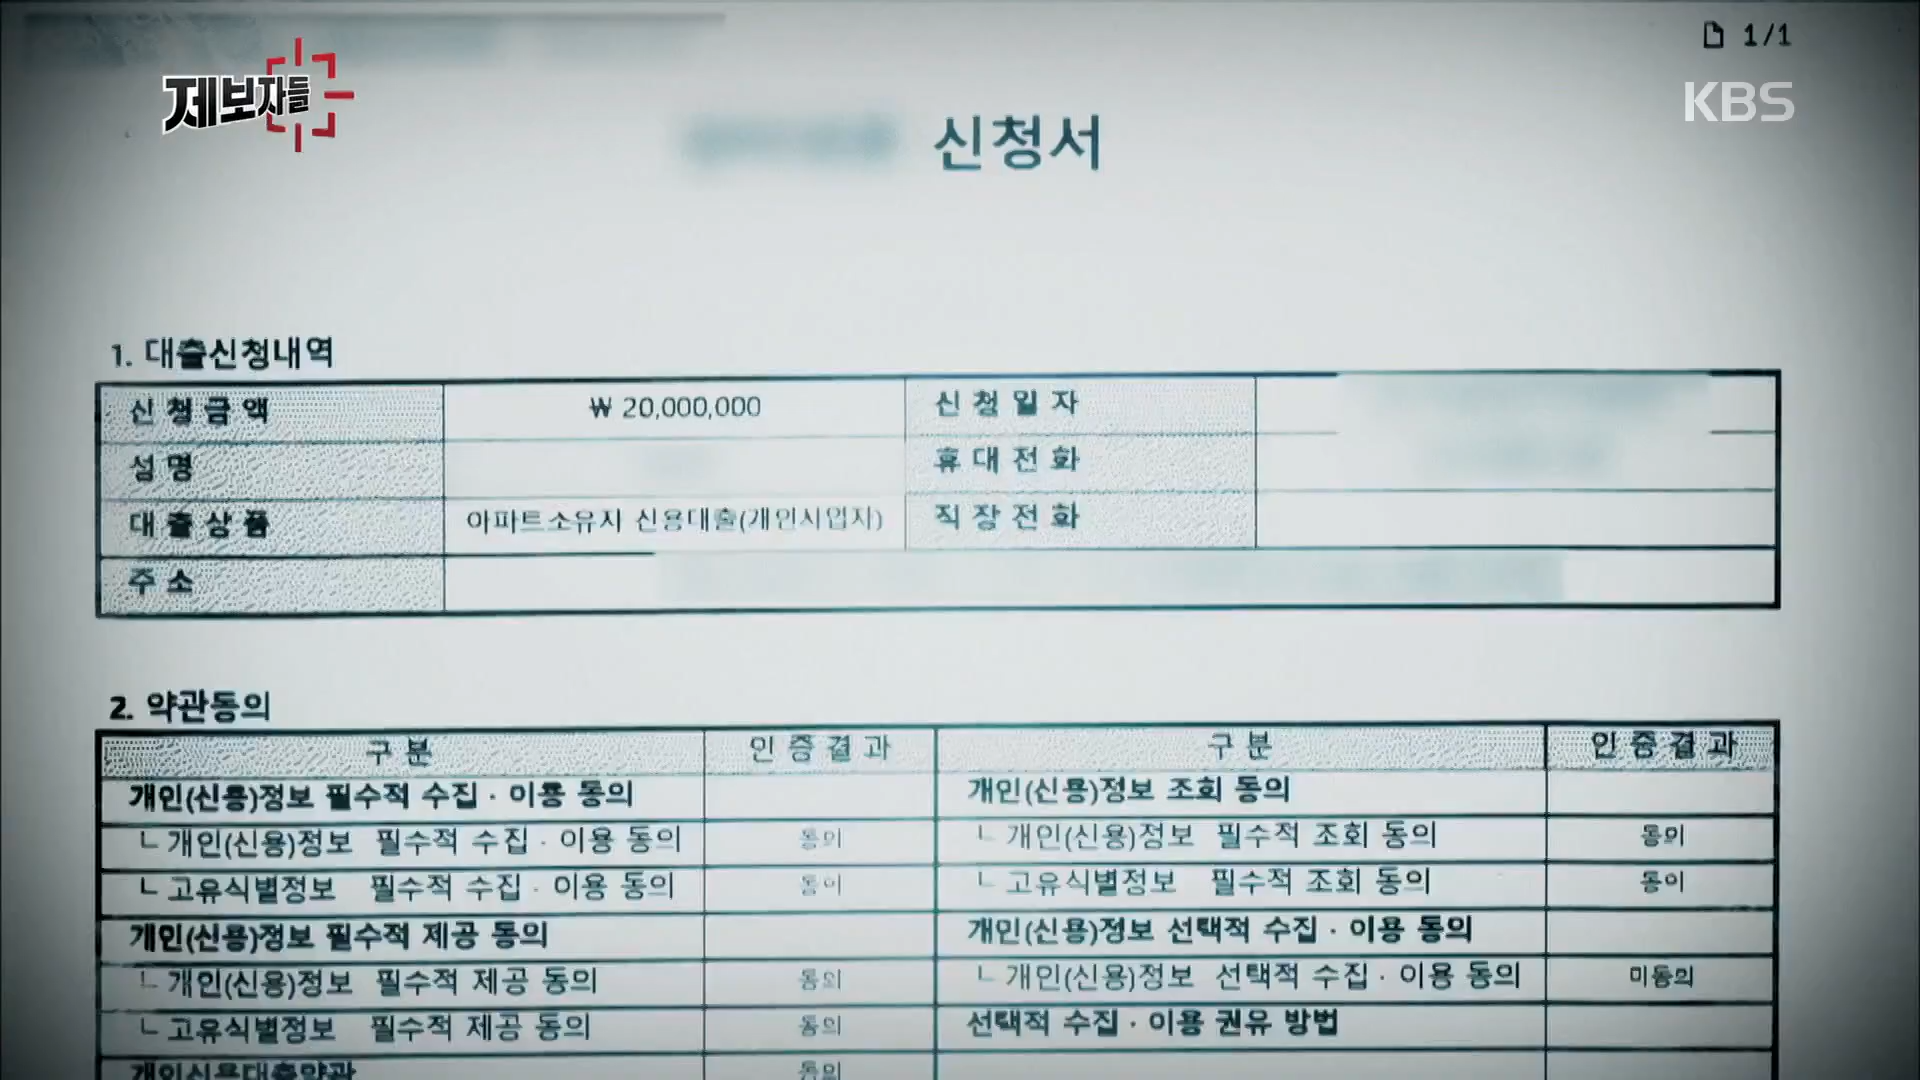 1/1
제보자들
KBS
신청서
1. 대출신청내역
신청금액 ₩ 20,000,000 신청일자
성명 휴대전화
대출상품 아파트소유자 신용대출(개인사업자) 직장전화
주소
2. 약관동의
구분 인증결과 구분 인증결과
개인(신용)정보 필수적 수집 · 이용 동의 개인(신용)정보 조회 동의
ㄴ개인(신용)정보 필수적 수집 · 이용 동의 동의 ㄴ개인(신용)정보 필수적 조회 동의 동의
ㄴ고유식별정보 필수적 수집 · 이용 동의 동의 ㄴ고유식별정보 필수적 조회 동의 동의
개인(신용)정보 필수적 제공 동의 개인(신용)정보 선택적 수집 · 이용 동의
ㄴ개인(신용)정보 필수적 제공 동의 동의 ㄴ개인(신용)정보 선택적 수집 · 이용 동의 미동의
ㄴ고유식별정보 필수적 제공 동의 동의 선택적 수집 · 이용 권유 방법
개인신용대출약관 동의